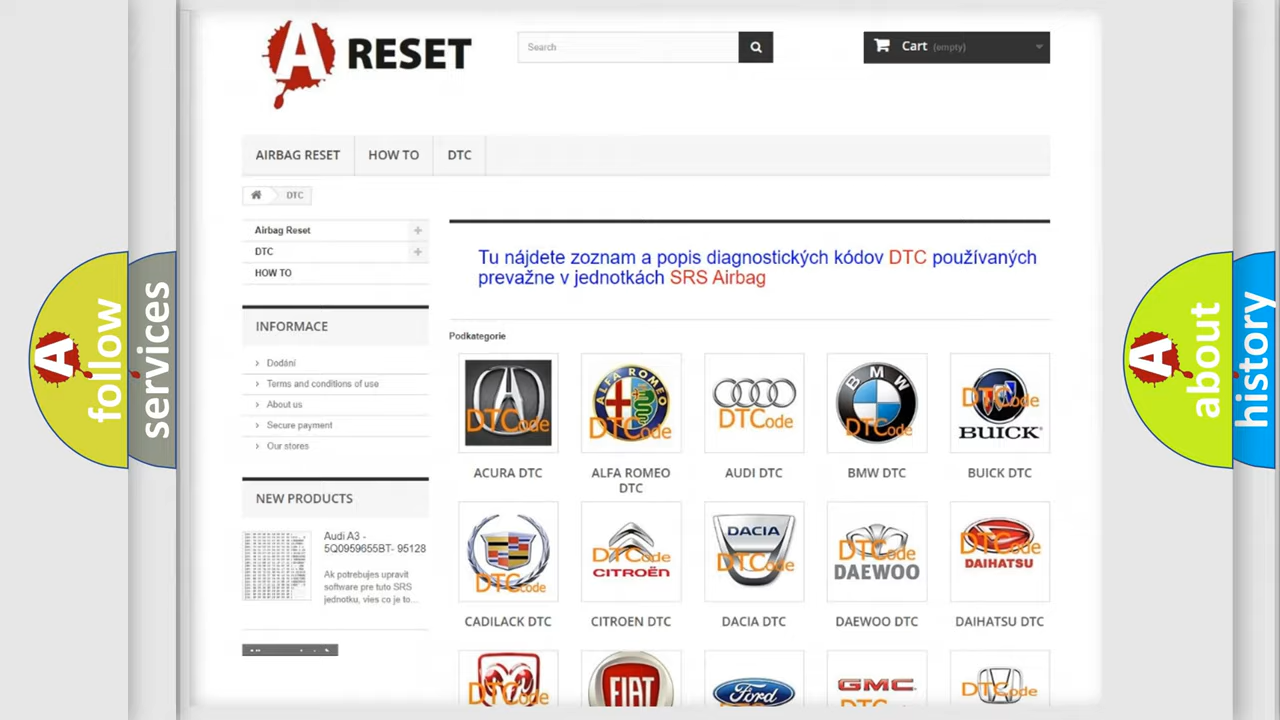 A RESET
Search
Cart (empty)
AIRBAG RESET
HOW TO
DTC
DTC
Airbag Reset
DTC
HOW TO
INFORMACE
Dodání
Terms and conditions of use
About us
Secure payment
Our stores
NEW PRODUCTS
Audi A3 -
5Q0959655BT- 95128
Ak potrebujes upravit
software pre tuto SRS
jednotku, vies co je to...
Tu nájdete zoznam a popis diagnostických kódov DTC používaných
prevažne v jednotkách SRS Airbag
Podkategorie
DTCode
ALFA ROMEO
DTCode
DTCode
BMW
DTCode
DTCode
BUICK
ACURA DTC
ALFA ROMEO
DTC
AUDI DTC
BMW DTC
BUICK DTC
DTCode
DTCode
CITROËN
DACIA
DTCode
DTCode
DAEWOO
DTCode
DAIHATSU
CADILACK DTC
CITROEN DTC
DACIA DTC
DAEWOO DTC
DAIHATSU DTC
DTCode
FIAT
Ford
GMC
DTCode
A follow
services
A about
history